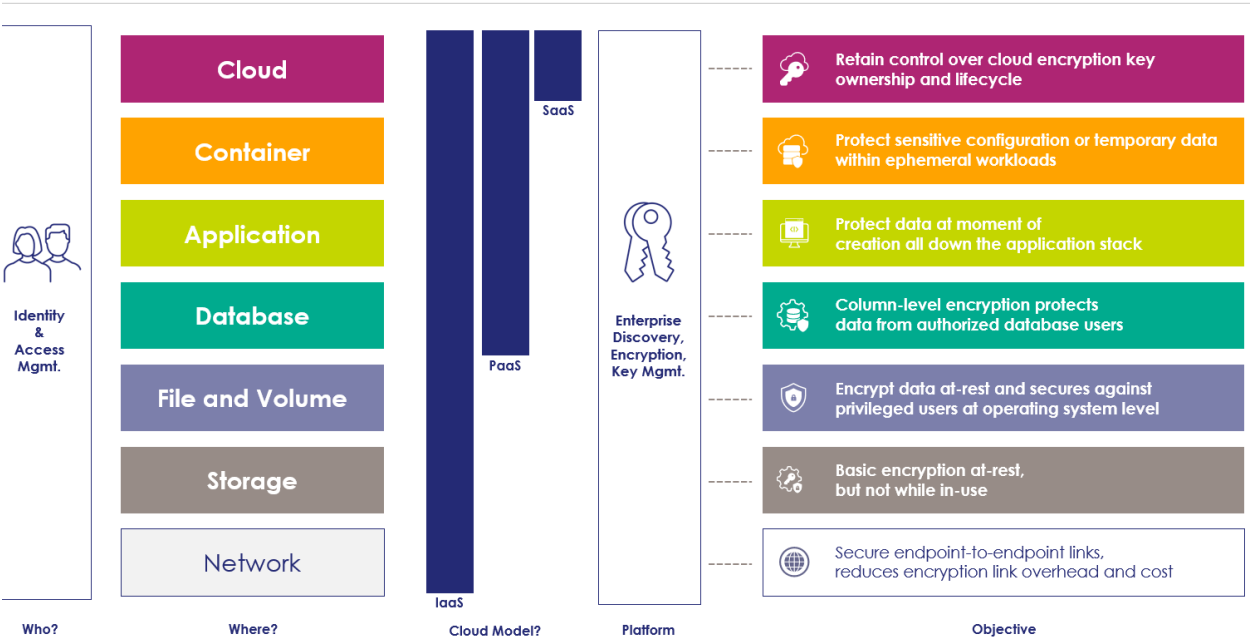 Identity
&
Access
Mgmt.
Who?
Cloud
Container
Application
Database
File and Volume
Storage
Network
Where?
SaaS
PaaS
IaaS
Cloud Model?
Enterprise
Discovery,
Encryption,
Key Mgmt.
Platform
Retain control over cloud encryption key
ownership and lifecycle
Protect sensitive configuration or temporary data
within ephemeral workloads
Protect data at moment of
creation all down the application stack
Column-level encryption protects
data from authorized database users
Encrypt data at-rest and secures against
privileged users at operating system level
Basic encryption at-rest,
but not while in-use
Secure endpoint-to-endpoint links,
reduces encryption link overhead and cost
Objective